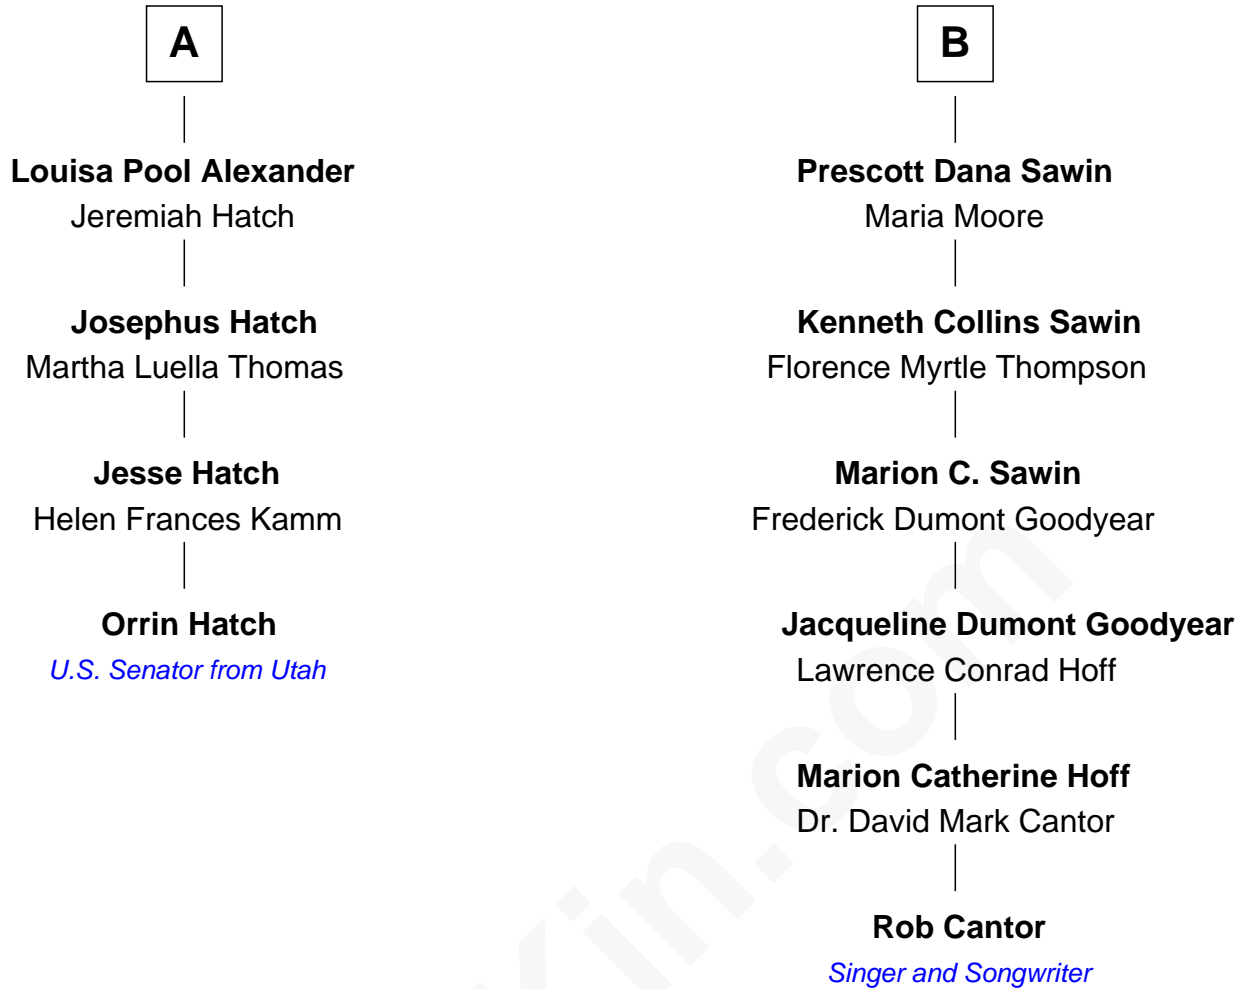 A
Louisa Pool Alexander
Jeremiah Hatch
Josephus Hatch
Martha Luella Thomas
Jesse Hatch
Helen Frances Kamm
Orrin Hatch
U.S. Senator from Utah
B
Prescott Dana Sawin
Maria Moore
Kenneth Collins Sawin
Florence Myrtle Thompson
Marion C. Sawin
Frederick Dumont Goodyear
Jacqueline Dumont Goodyear
Lawrence Conrad Hoff
Marion Catherine Hoff
Dr. David Mark Cantor
Rob Cantor
Singer and Songwriter
Kin.com